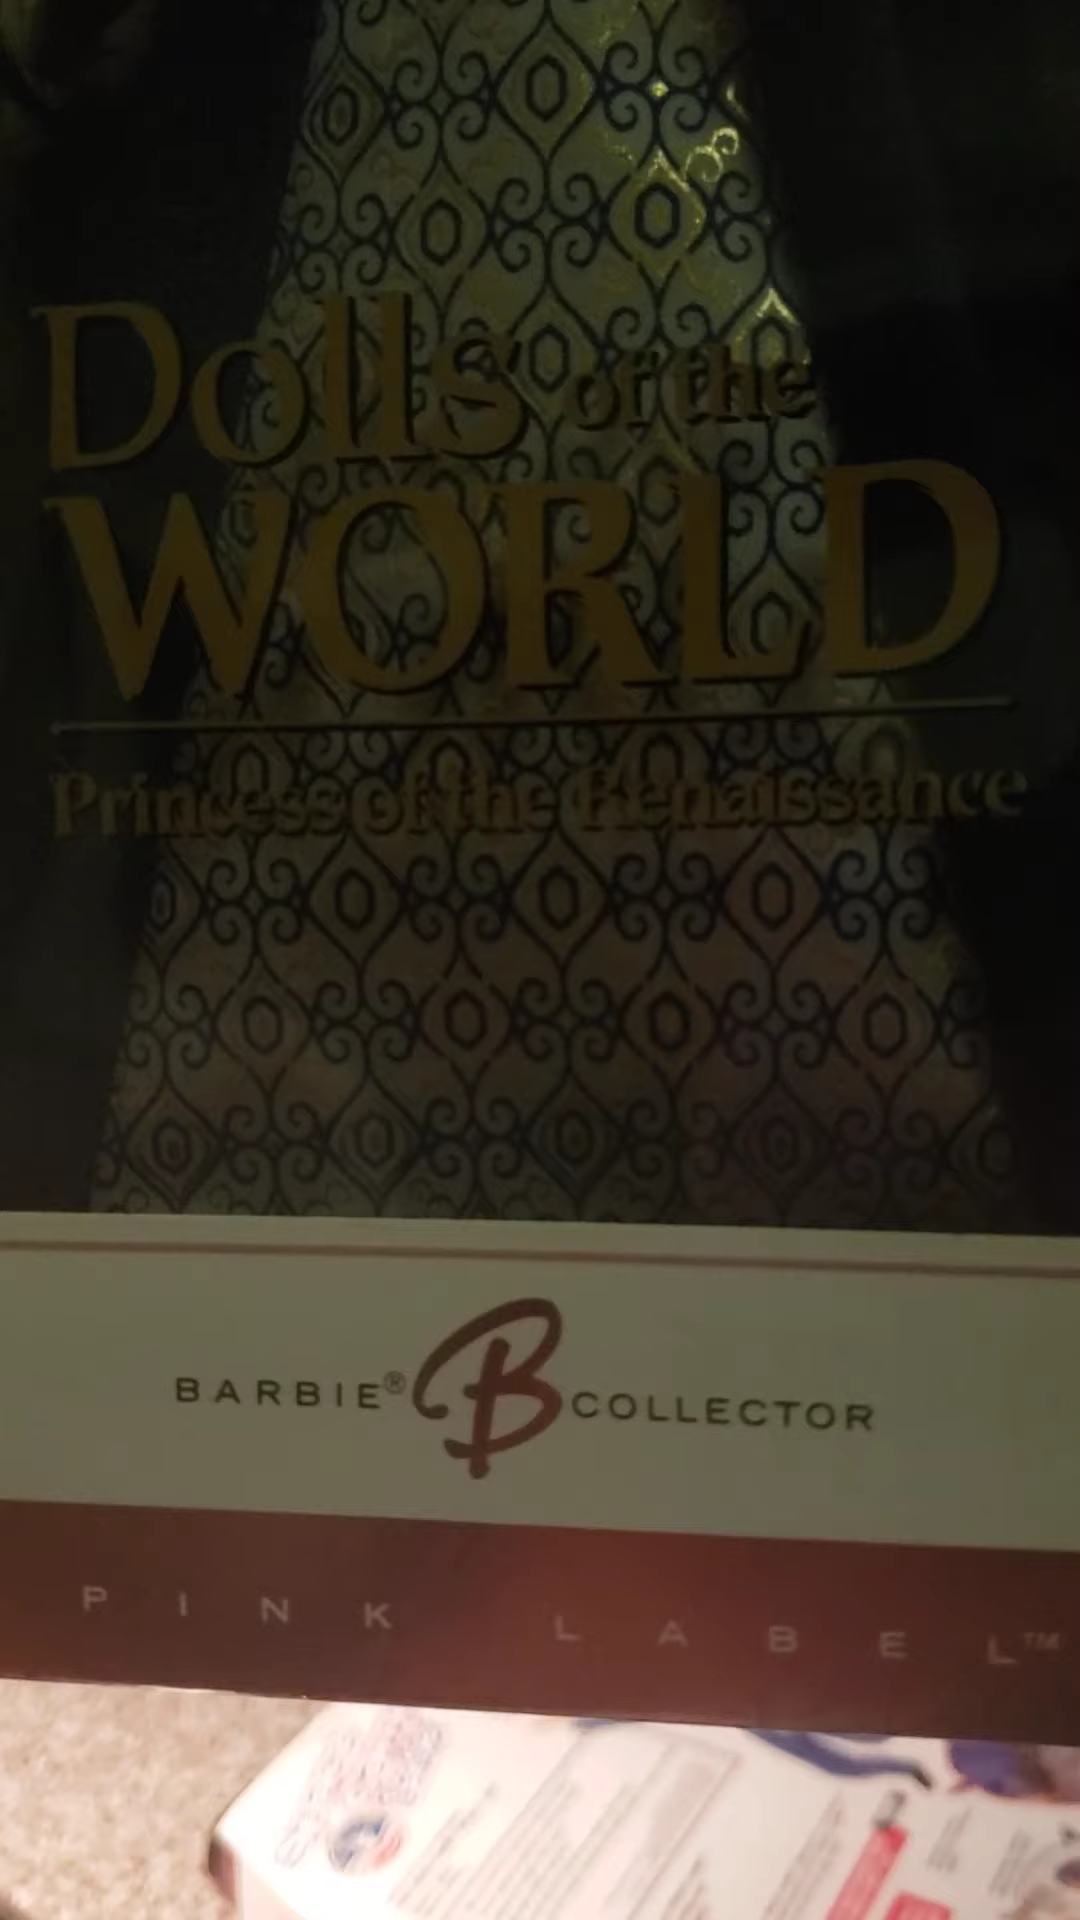 Dolls of the
WORLD
Princess of the Renaissance
BARBIE® B COLLECTOR
PINK LABEL™